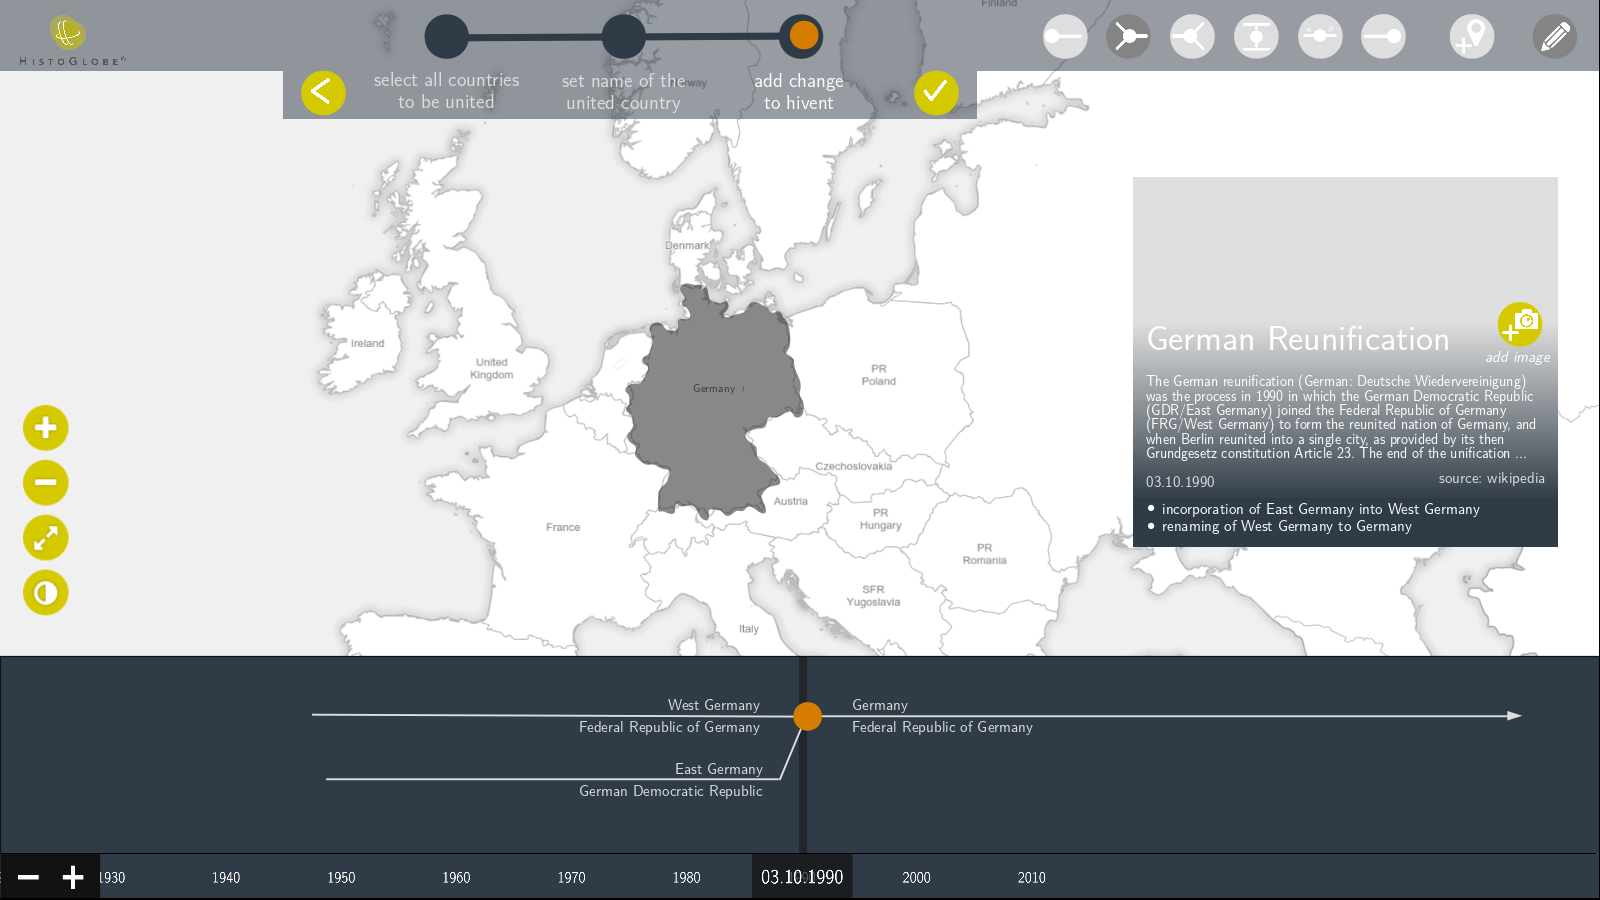 Finland
HistoGlobe
select all countries
to be united
set name of the
united country
add change
to hivent
Denmark
Ireland
United
Kingdom
Germany
PR
Poland
Czechoslovakia
Austria
France
PR
Hungary
PR
Romania
SFR
Yugoslavia
Italy
German Reunification
add image
The German reunification (German: Deutsche Wiedervereinigung)
was the process in 1990 in which the German Democratic Republic
(GDR/East Germany) joined the Federal Republic of Germany
(FRG/West Germany) to form the reunited nation of Germany, and
when Berlin reunited into a single city, as provided by its then
Grundgesetz constitution Article 23. The end of the unification ...
03.10.1990
source: wikipedia
• incorporation of East Germany into West Germany
• renaming of West Germany to Germany
West Germany
Federal Republic of Germany
Germany
Federal Republic of Germany
East Germany
German Democratic Republic
1930 1940 1950 1960 1970 1980 03.10.1990 2000 2010